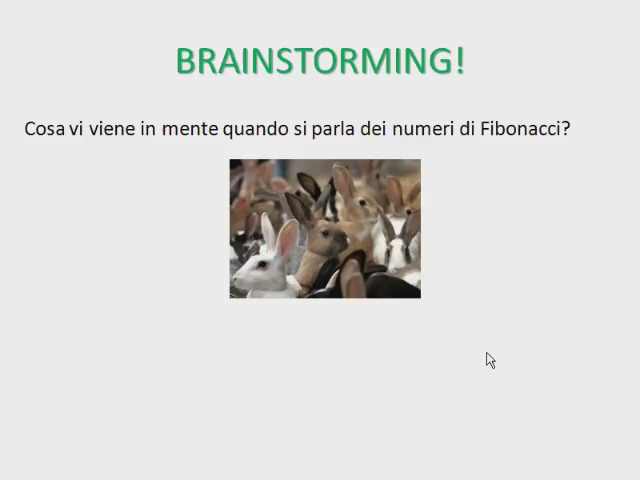 BRAINSTORMING!
Cosa vi viene in mente quando si parla dei numeri di Fibonacci?